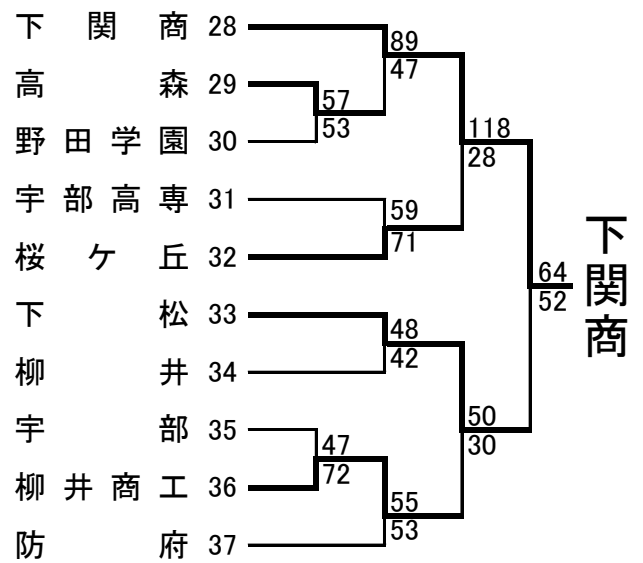 下関商 28
高森 29
野田学園 30
宇部高専 31
桜ケ丘 32
下松 33
柳井 34
宇部 35
柳井商工 36
防府 37
57
53
47
72
89
47
59
71
48
42
55
53
118
28
50
30
64
52
下関商